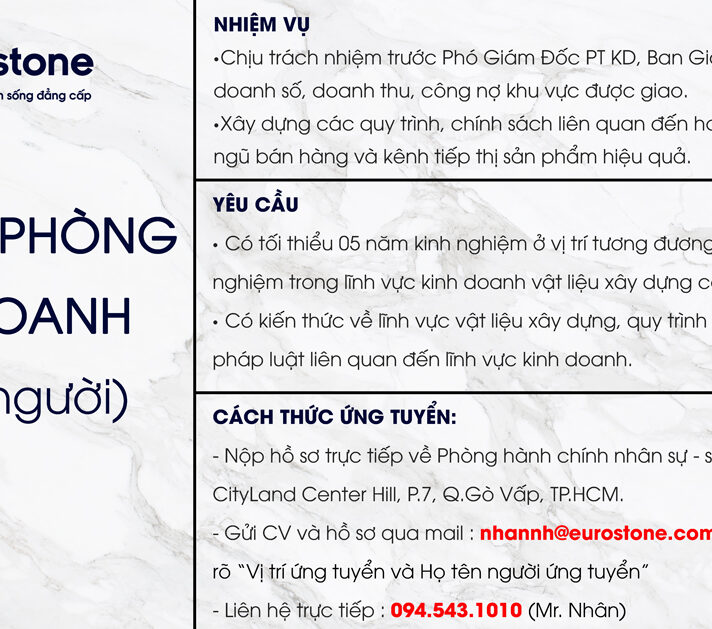 stone
sống đẳng cấp
PHÒNG
OANH
người)
NHIỆM VỤ
•Chịu trách nhiệm trước Phó Giám Đốc PT KD, Ban
doanh số, doanh thu, công nợ khu vực được giao.
•Xây dựng các quy trình, chính sách liên quan đến
ngũ bán hàng và kênh tiếp thị sản phẩm hiệu quả.
YÊU CẦU
• Có tối thiểu 05 năm kinh nghiệm ở vị trí tương đương
nghiệm trong lĩnh vực kinh doanh vật liệu xây dựng
• Có kiến thức về lĩnh vực vật liệu xây dựng, quy trình
pháp luật liên quan đến lĩnh vực kinh doanh.
CÁCH THỨC ỨNG TUYỂN:
- Nộp hồ sơ trực tiếp về Phòng hành chính nhân sự -
CityLand Center Hill, P.7, Q.Gò Vấp, TP.HCM.
- Gửi CV và hồ sơ qua mail : nhannh@eurostone.com
rõ “Vị trí ứng tuyển và Họ tên người ứng tuyển”
- Liên hệ trực tiếp : 094.543.1010 (Mr. Nhân)